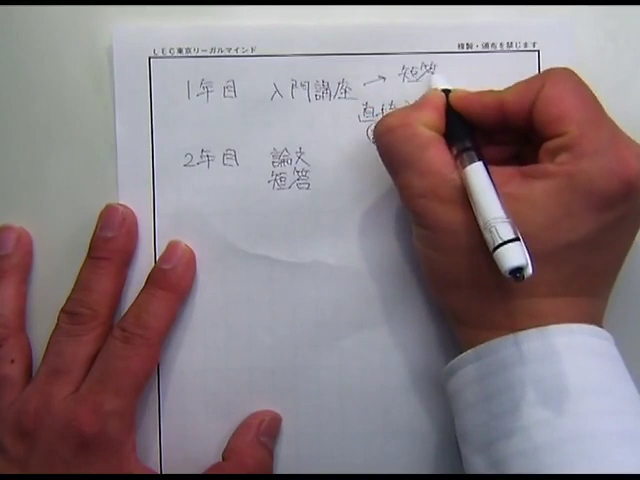 LEC東京リーガルマインド 複製・頒布を禁じます
1年目 入門講座 → 短答
直
2年目 論文
短答